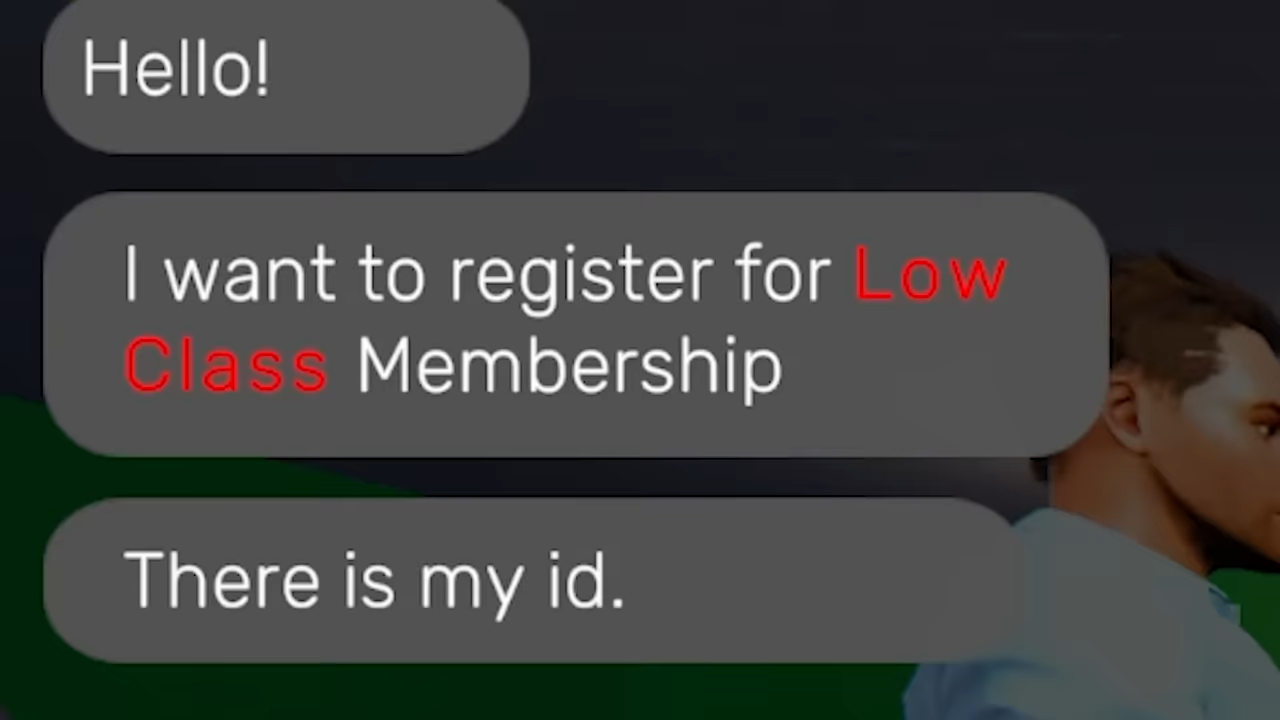 Hello!
I want to register for Low
Class Membership
There is my id.